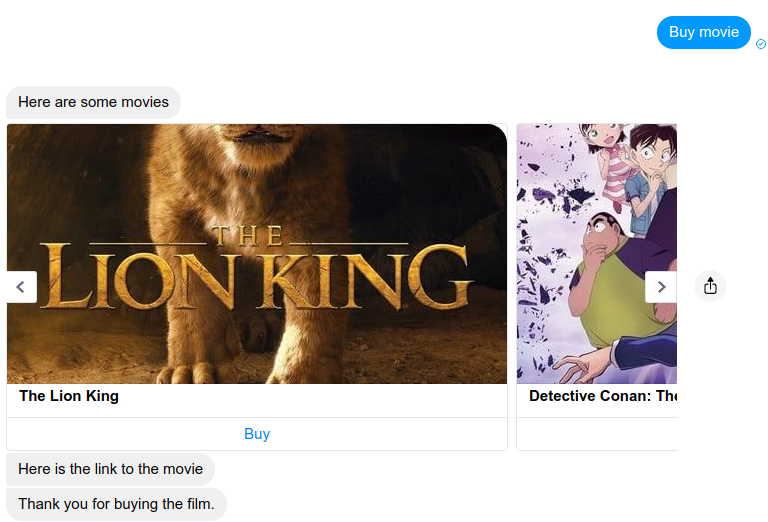 Buy movie
Here are some movies
THE
LION KING
The Lion King
Detective Conan: The
Buy
Here is the link to the movie
Thank you for buying the film.